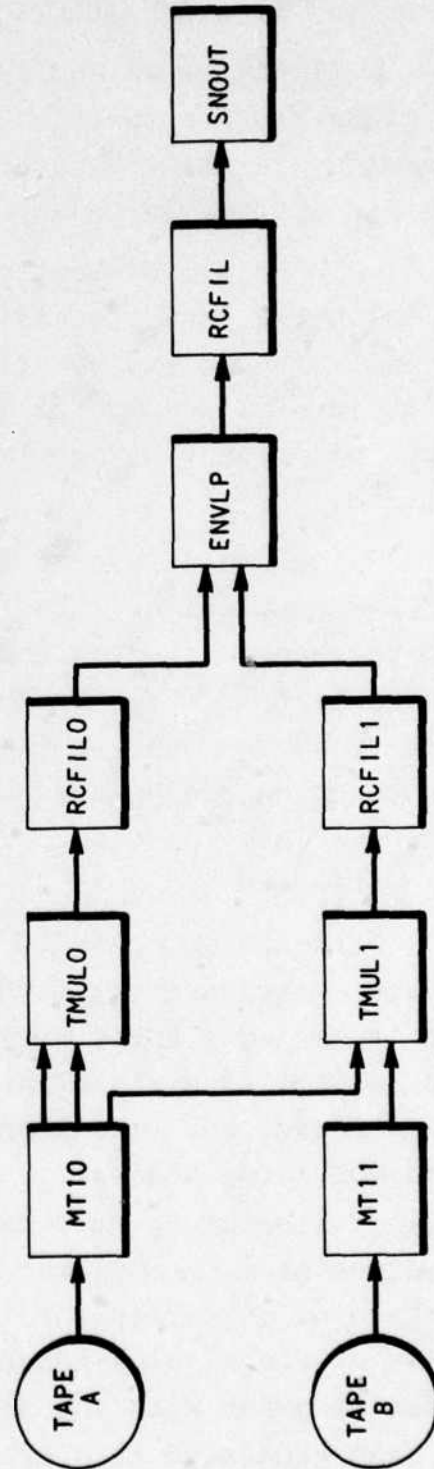 TAPE
A
MT10
TMUL0
RCFIL0
TAPE
B
MT11
TMUL1
RCFIL1
ENVLP
RCFIL
SNOUT